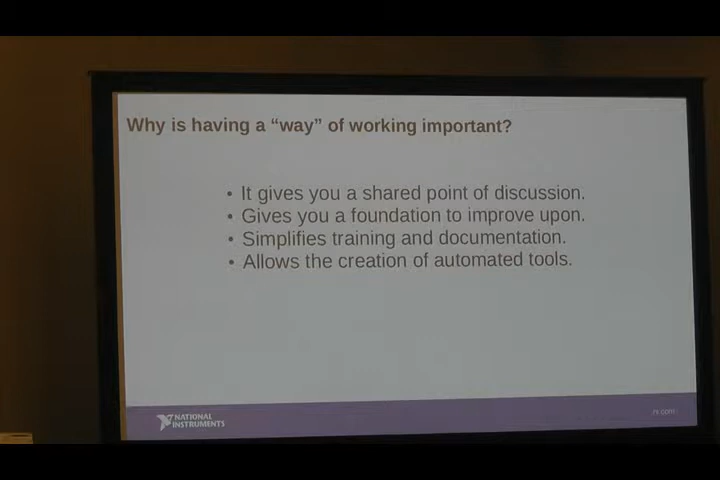 Why is having a “way” of working important?
• It gives you a shared point of discussion.
• Gives you a foundation to improve upon.
• Simplifies training and documentation.
• Allows the creation of automated tools.
NATIONAL
INSTRUMENTS
ni.com